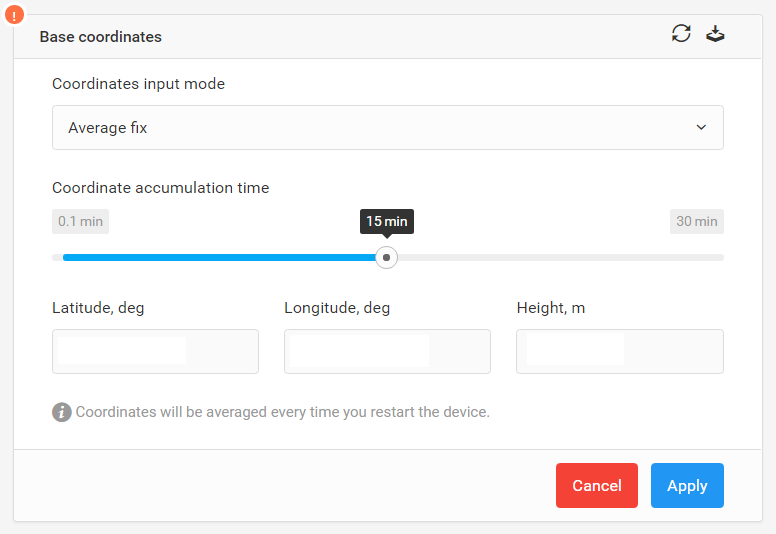 !
Base coordinates
Coordinates input mode
Average fix
Coordinate accumulation time
0.1 min 15 min 30 min
Latitude, deg Longitude, deg Height, m
i Coordinates will be averaged every time you restart the device.
Cancel Apply